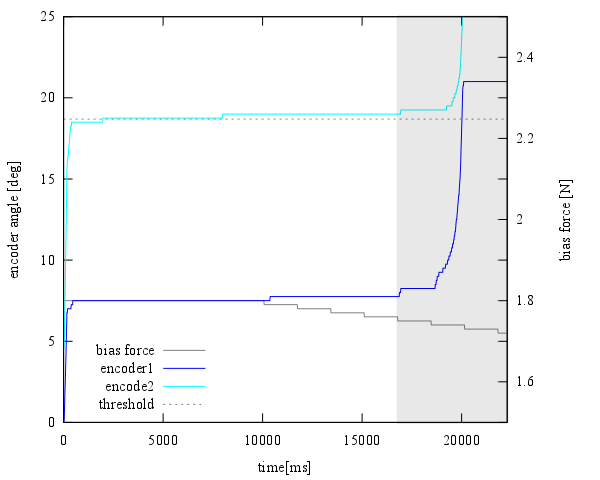 25
20
15
10
5
0
encoder angle [deg]
2.4
2.2
2
1.8
1.6
bias force [N]
bias force
encoder1
encode2
threshold
0 5000 10000 15000 20000
time[ms]